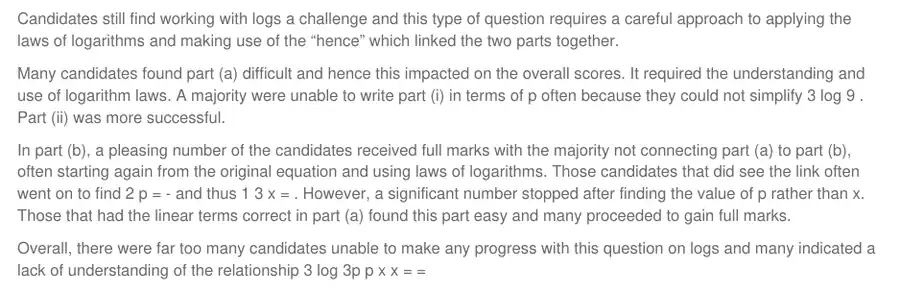 Candidates still find working with logs a challenge and this type of question requires a careful approach to applying the
laws of logarithms and making use of the “hence” which linked the two parts together.
Many candidates found part (a) difficult and hence this impacted on the overall scores. It required the understanding and
use of logarithm laws. A majority were unable to write part (i) in terms of p often because they could not simplify 3 log 9 .
Part (ii) was more successful.
In part (b), a pleasing number of the candidates received full marks with the majority not connecting part (a) to part (b),
often starting again from the original equation and using laws of logarithms. Those candidates that did see the link often
went on to find 2 p = - and thus 1 3 x = . However, a significant number stopped after finding the value of p rather than x.
Those that had the linear terms correct in part (a) found this part easy and many proceeded to gain full marks.
Overall, there were far too many candidates unable to make any progress with this question on logs and many indicated a
lack of understanding of the relationship 3 log 3p p x x = =